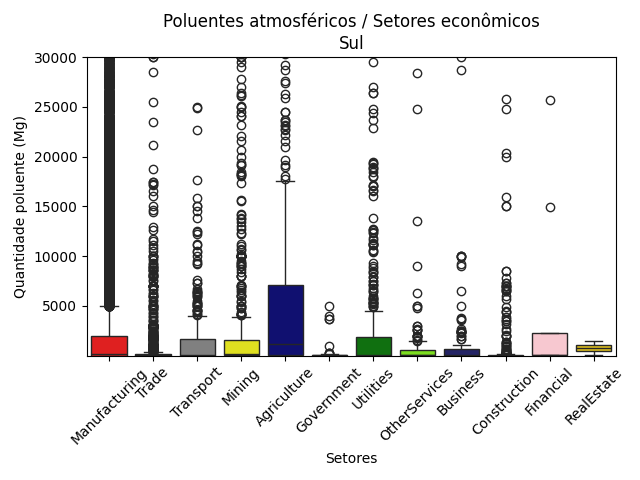 Poluentes atmosféricos / Setores econômicos
Sul
30000
25000
20000
15000
10000
5000
Quantidade poluente (Mg)
Manufacturing
Trade
Transport
Mining
Agriculture
Government
Utilities
OtherServices
Business
Construction
Financial
RealEstate
Setores